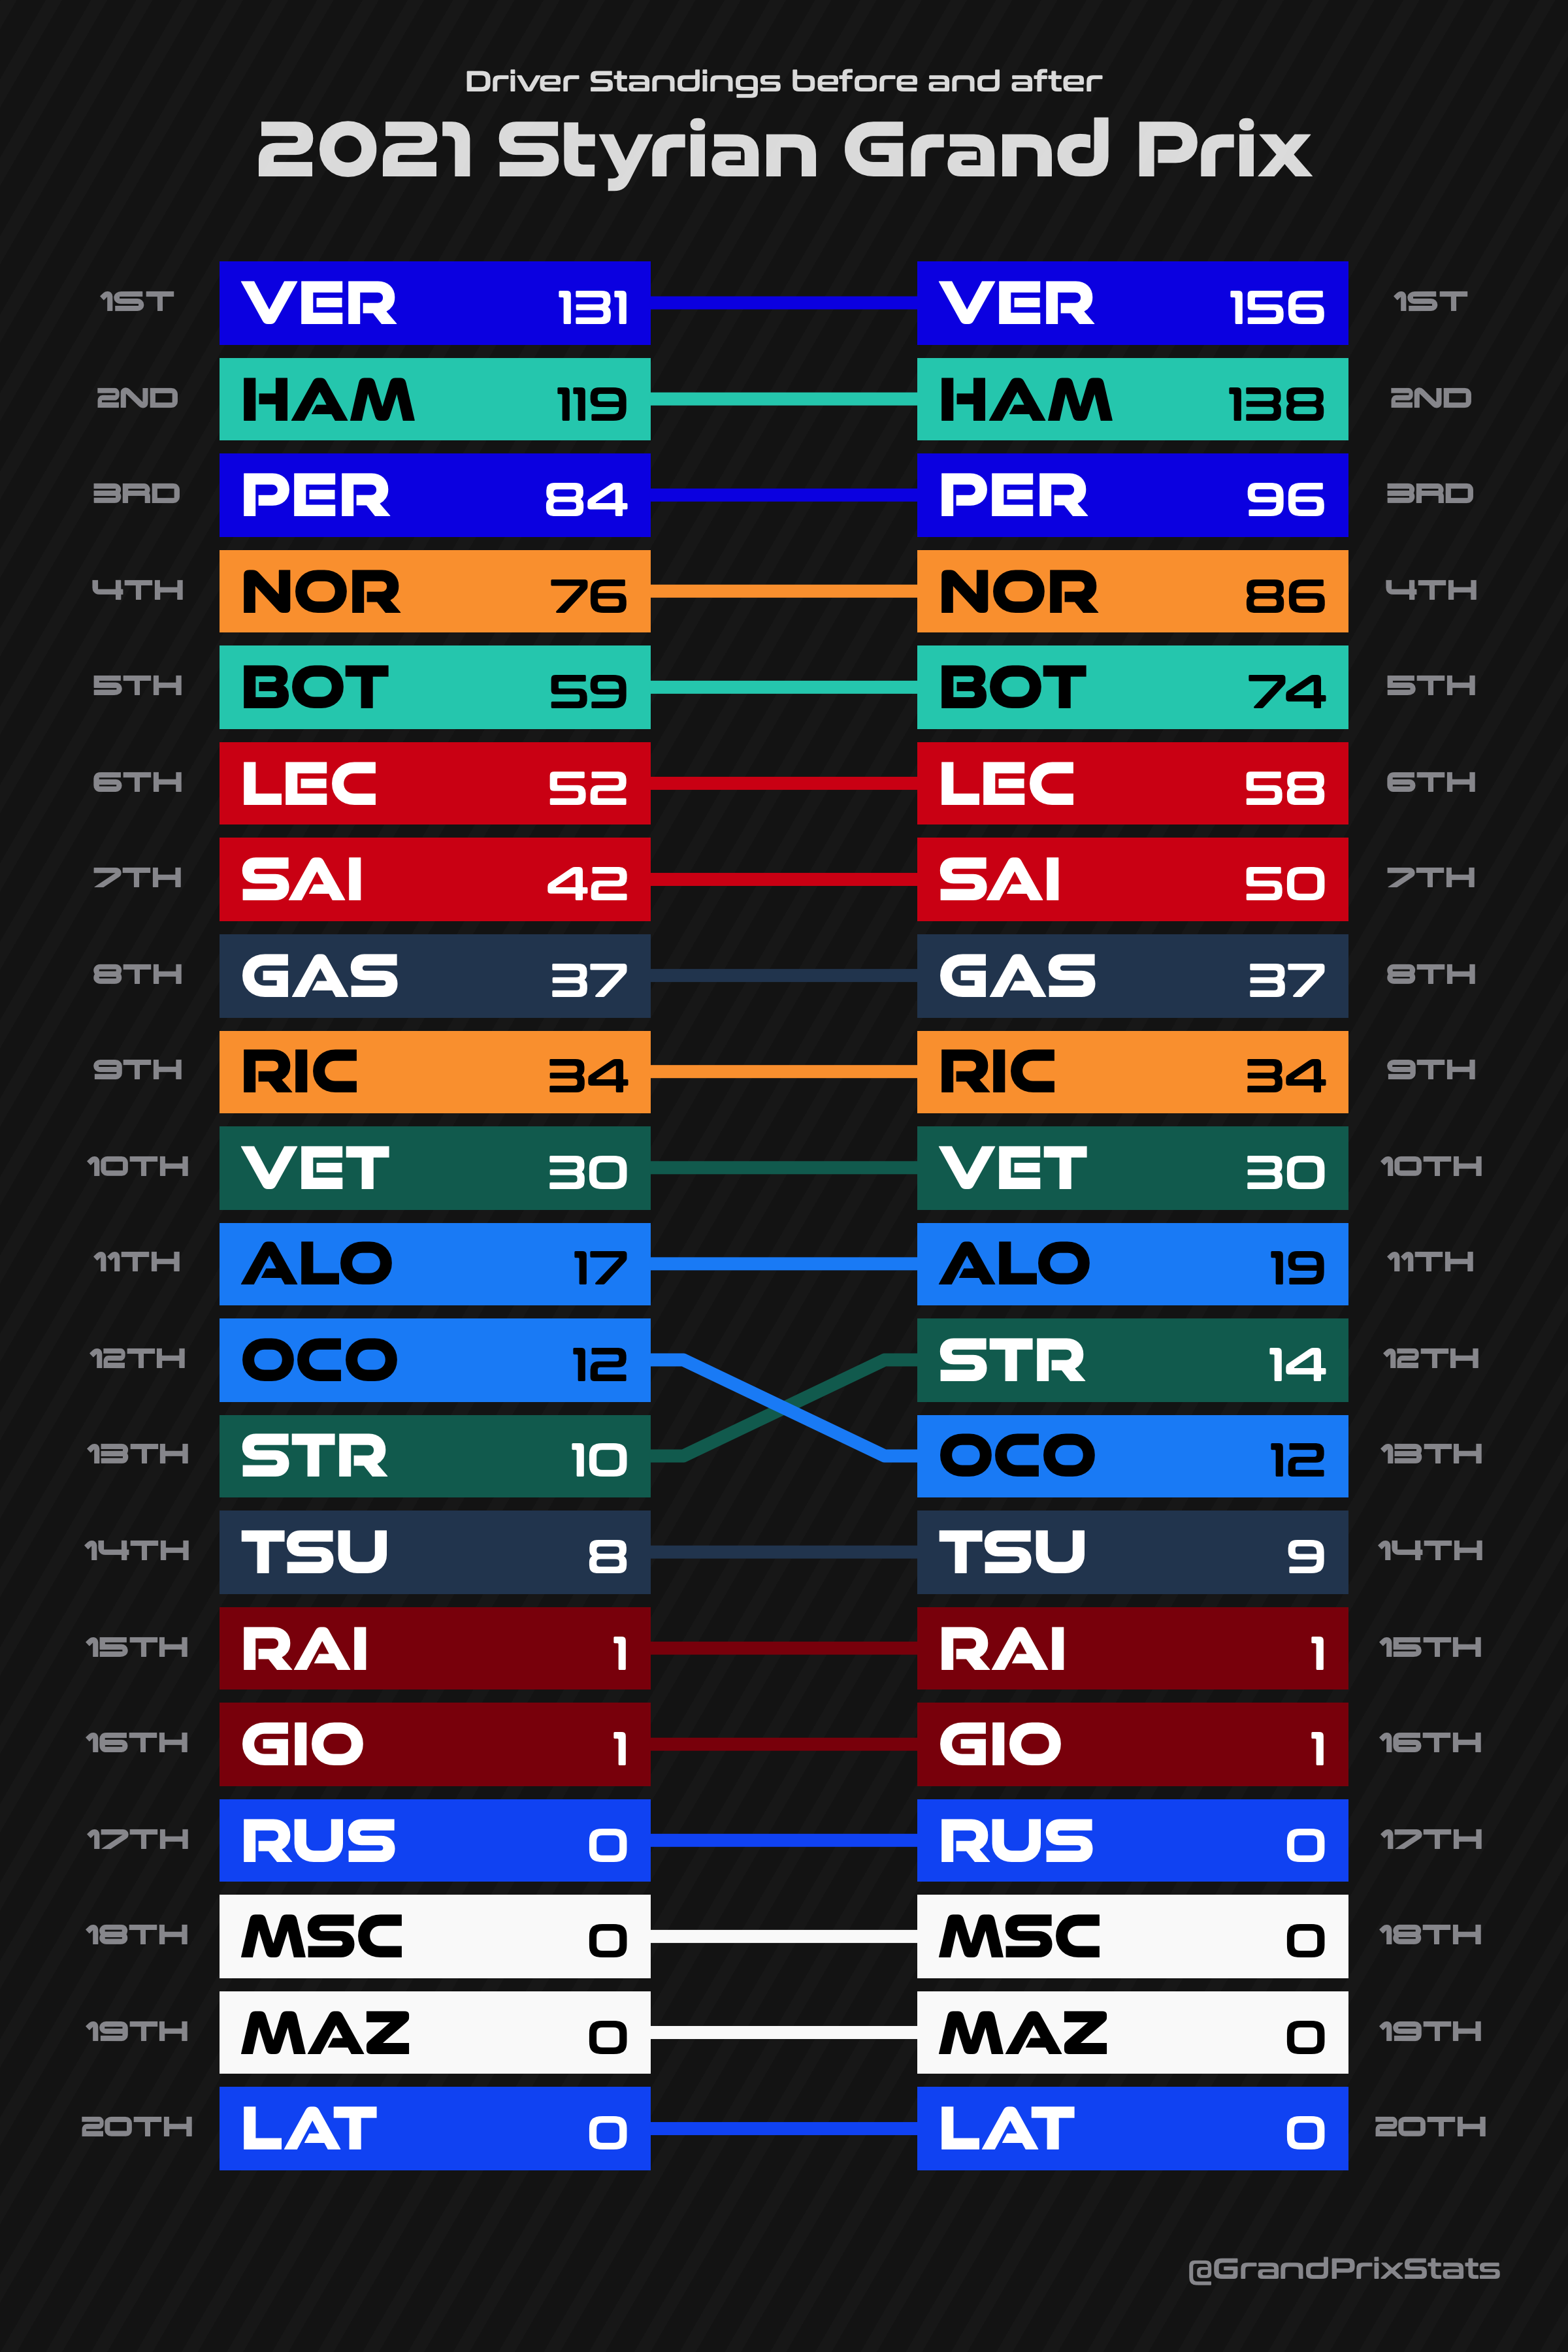 Driver Standings before and after
2021 Styrian Grand Prix
1ST VER 131 VER 156 1ST
2ND HAM 119 HAM 138 2ND
3RD PER 84 PER 96 3RD
4TH NOR 76 NOR 86 4TH
5TH BOT 59 BOT 74 5TH
6TH LEC 52 LEC 58 6TH
7TH SAI 42 SAI 50 7TH
8TH GAS 37 GAS 37 8TH
9TH RIC 34 RIC 34 9TH
10TH VET 30 VET 30 10TH
11TH ALO 17 ALO 19 11TH
12TH OCO 12 STR 14 12TH
13TH STR 10 OCO 12 13TH
14TH TSU 8 TSU 9 14TH
15TH RAI 1 RAI 1 15TH
16TH GIO 1 GIO 1 16TH
17TH RUS 0 RUS 0 17TH
18TH MSC 0 MSC 0 18TH
19TH MAZ 0 MAZ 0 19TH
20TH LAT 0 LAT 0 20TH
@GrandPrixStats